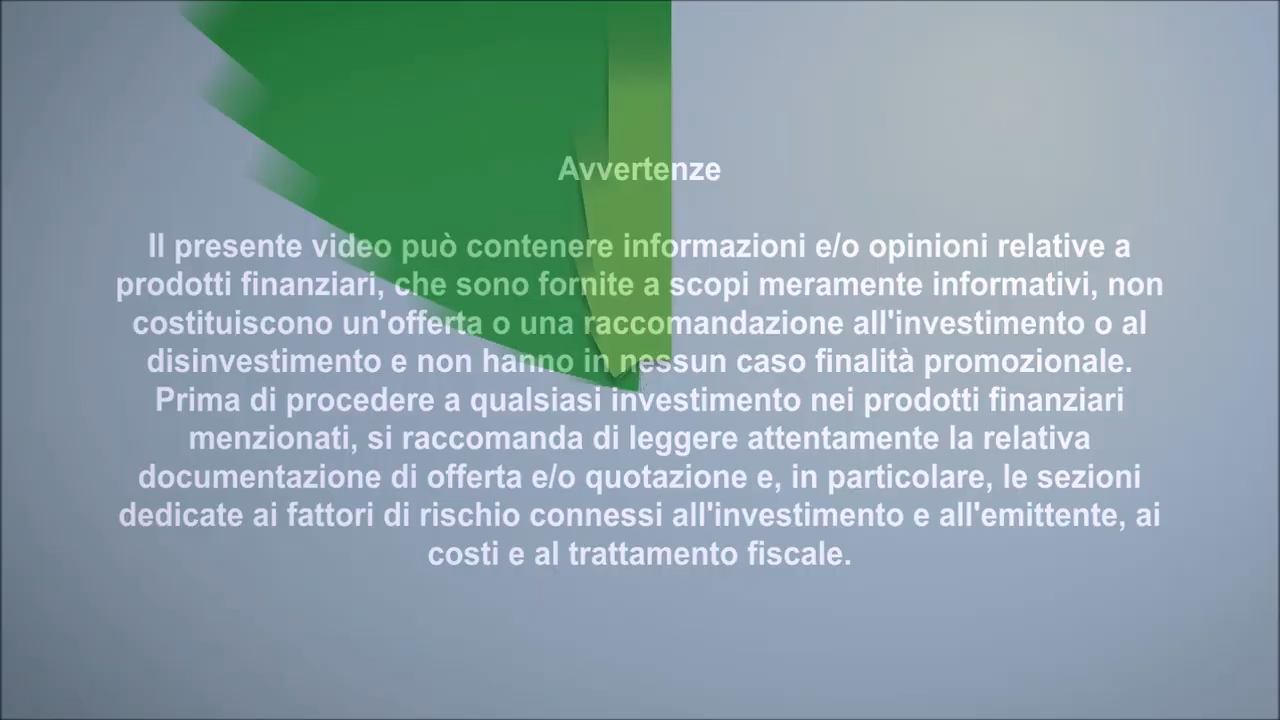 Avvertenze
Il presente video può contenere informazioni e/o opinioni relative a
prodotti finanziari, che sono fornite a scopi meramente informativi, non
costituiscono un'offerta o una raccomandazione all'investimento o al
disinvestimento e non hanno in nessun caso finalità promozionale.
Prima di procedere a qualsiasi investimento nei prodotti finanziari
menzionati, si raccomanda di leggere attentamente la relativa
documentazione di offerta e/o quotazione e, in particolare, le sezioni
dedicate ai fattori di rischio connessi all'investimento e all'emittente, ai
costi e al trattamento fiscale.